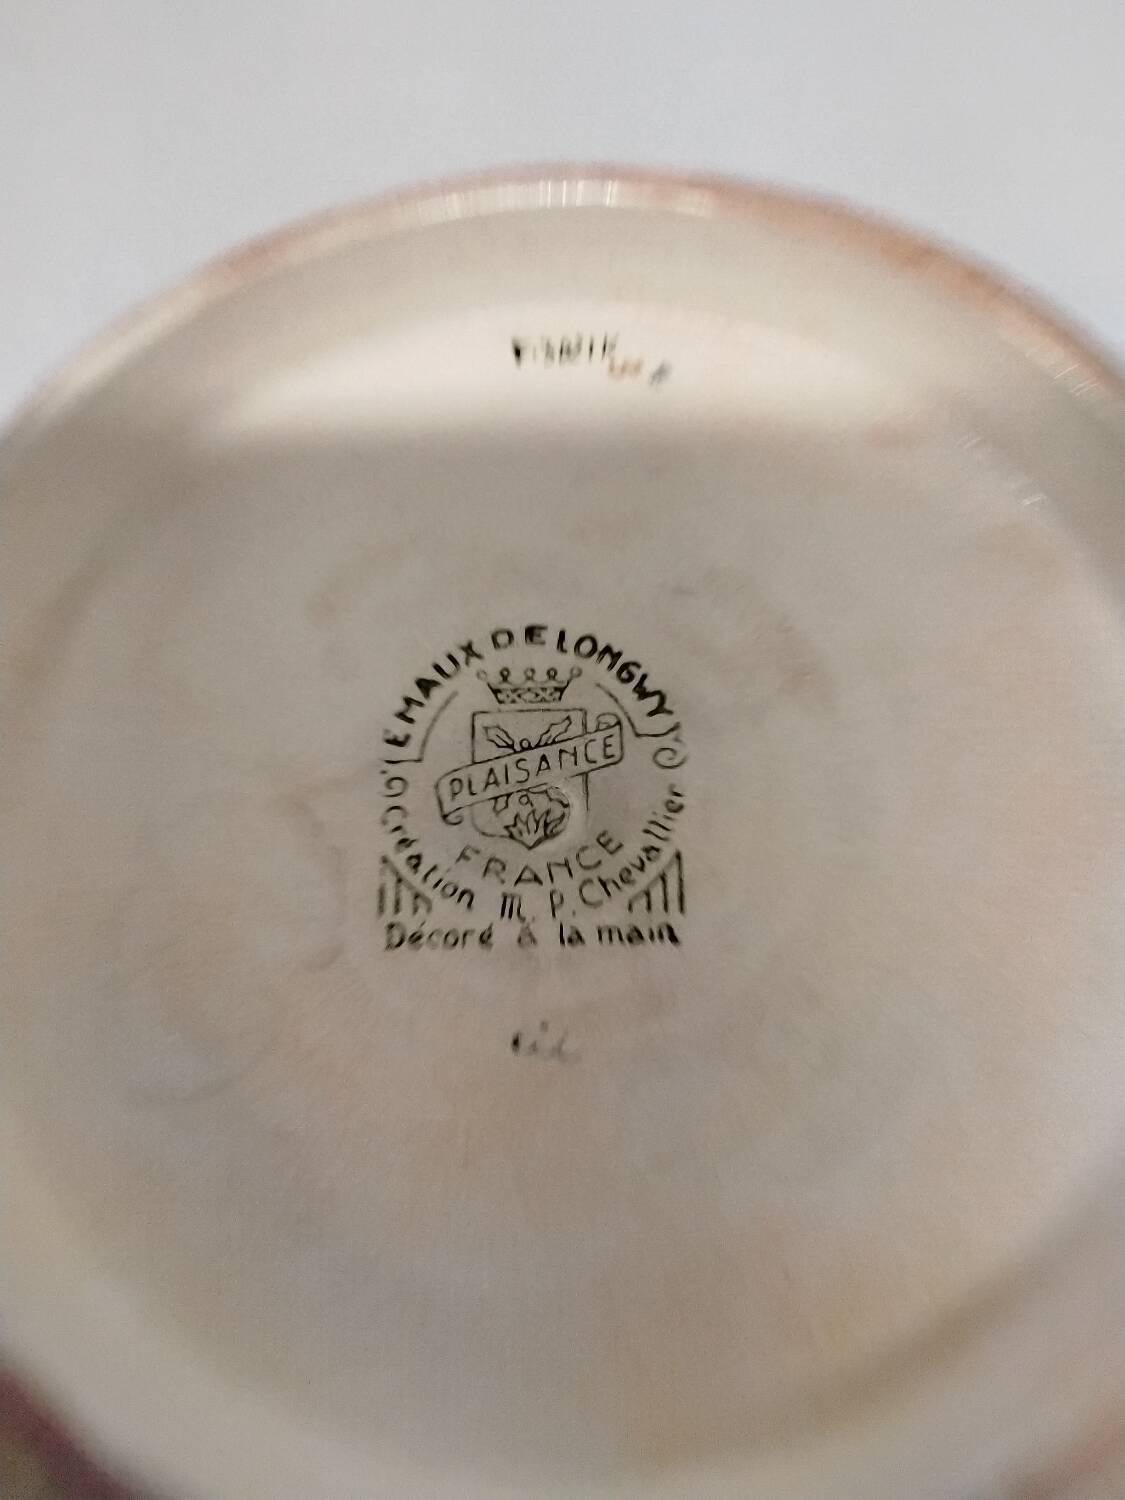 EMAUX DE LONGWY
PLAISANCE
FRANCE
Création M. P. Chevallier
Décoré à la main